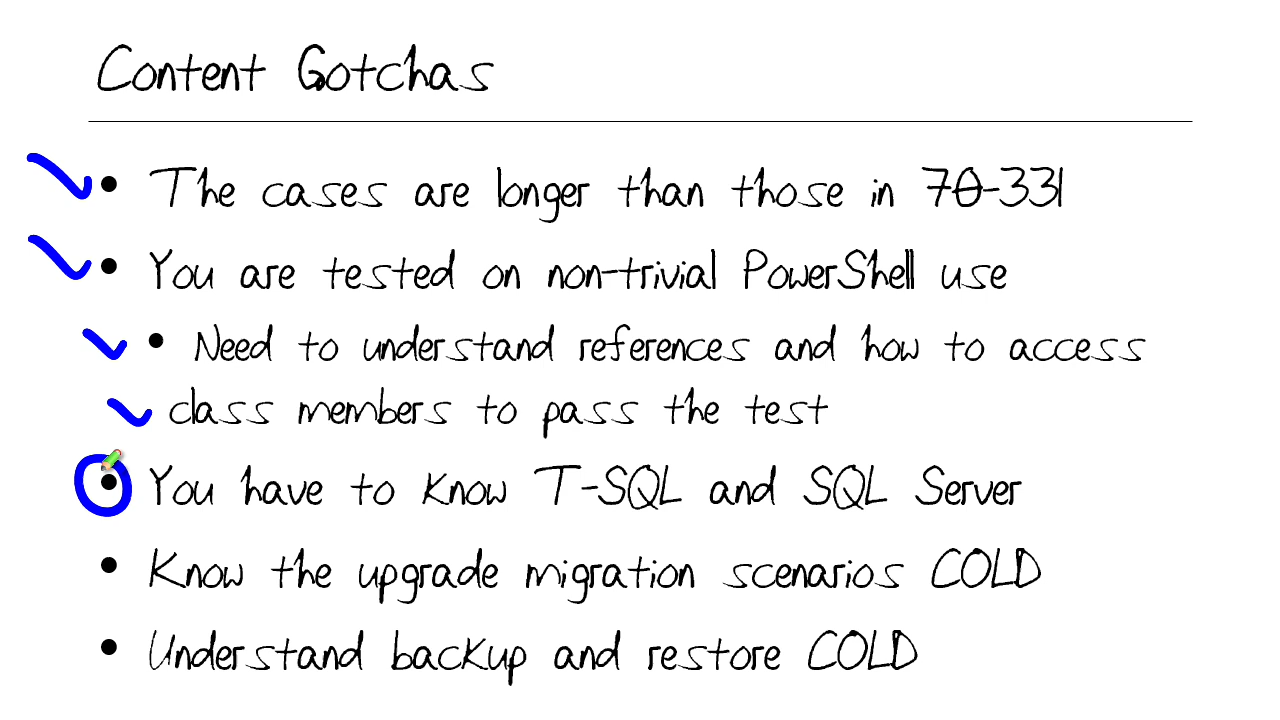 Content Gotchas
• The cases are longer than those in 70-331
• You are tested on non-trivial PowerShell use
• Need to understand references and how to access
class members to pass the test
• You have to know T-SQL and SQL Server
• Know the upgrade migration scenarios COLD
• Understand backup and restore COLD